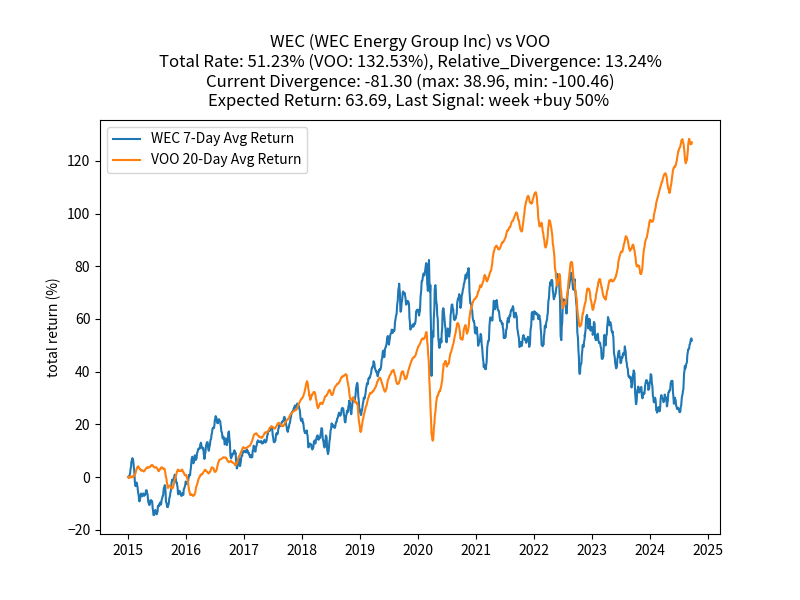 WEC (WEC Energy Group Inc) vs VOO
Total Rate: 51.23% (VOO: 132.53%), Relative_Divergence: 13.24%
Current Divergence: -81.30 (max: 38.96, min: -100.46)
Expected Return: 63.69, Last Signal: week +buy 50%
WEC 7-Day Avg Return
VOO 20-Day Avg Return
total return (%)
120
100
80
60
40
20
0
−20
2015 2016 2017 2018 2019 2020 2021 2022 2023 2024 2025